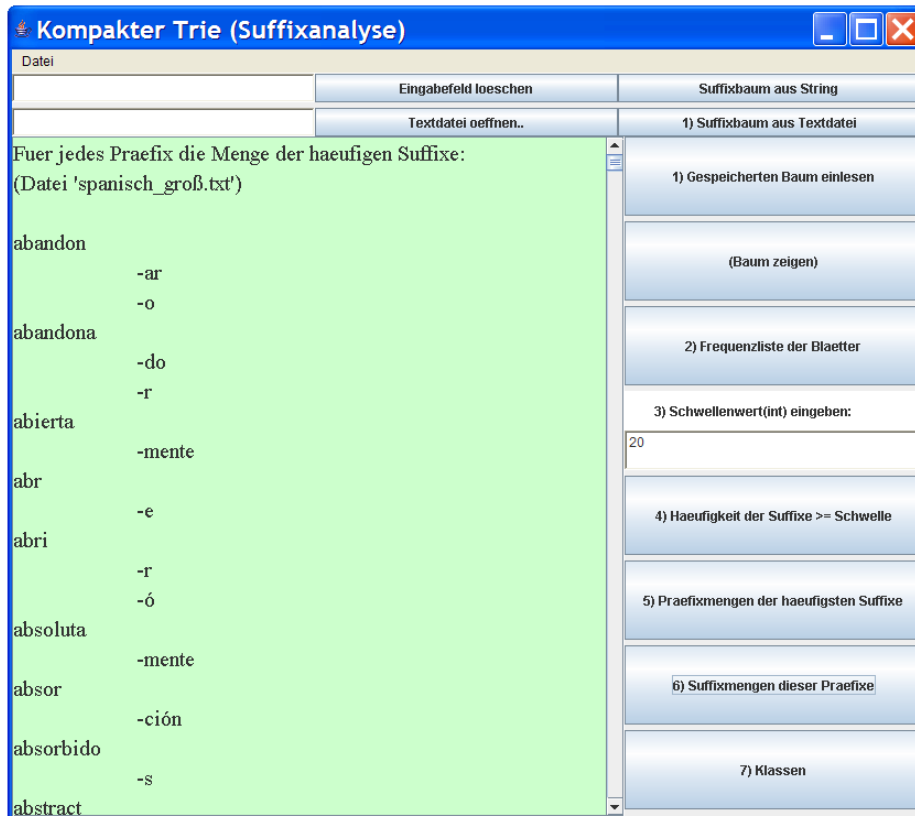 Kompakter Trie (Suffixanalyse)
Datei
Eingabefeld loeschen
Suffixbaum aus String
Textdatei oeffnen..
1) Suffixbaum aus Textdatei
Fuer jedes Praefix die Menge der haeufigen Suffixe:
(Datei 'spanisch_groß.txt')
abandon
-ar
-o
abandona
-do
-r
abierta
-mente
abr
-e
abri
-r
-ó
absoluta
-mente
absor
-ción
absorbido
-s
abstract
1) Gespeicherten Baum einlesen
(Baum zeigen)
2) Frequenzliste der Blaetter
3) Schwellenwert(int) eingeben:
20
4) Haeufigkeit der Suffixe >= Schwelle
5) Praefixmengen der haeufigsten Suffixe
6) Suffixmengen dieser Praefixe
7) Klassen